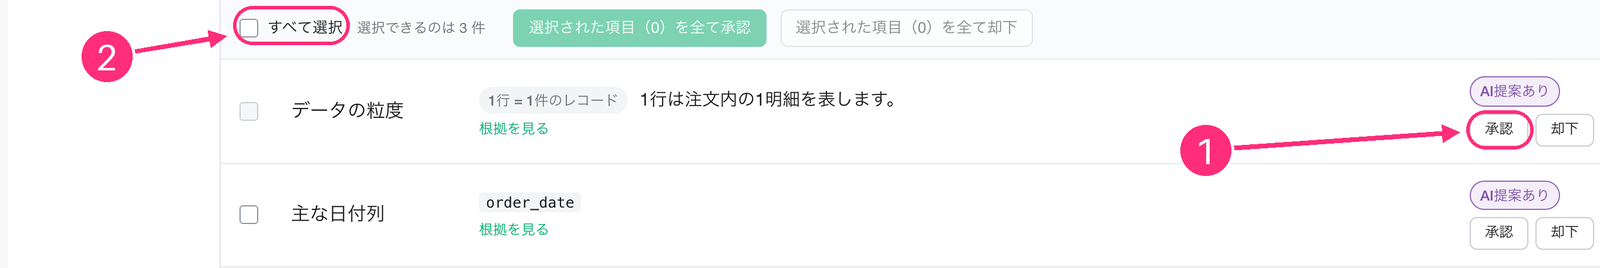 すべて選択 選択できるのは 3 件 選択された項目（0）を全て承認 選択された項目（0）を全て却下
2
データの粒度 1行 = 1件のレコード 1行は注文内の1明細を表します。 AI提案あり
根拠を見る 承認 却下
1
主な日付列 order_date AI提案あり
根拠を見る 承認 却下